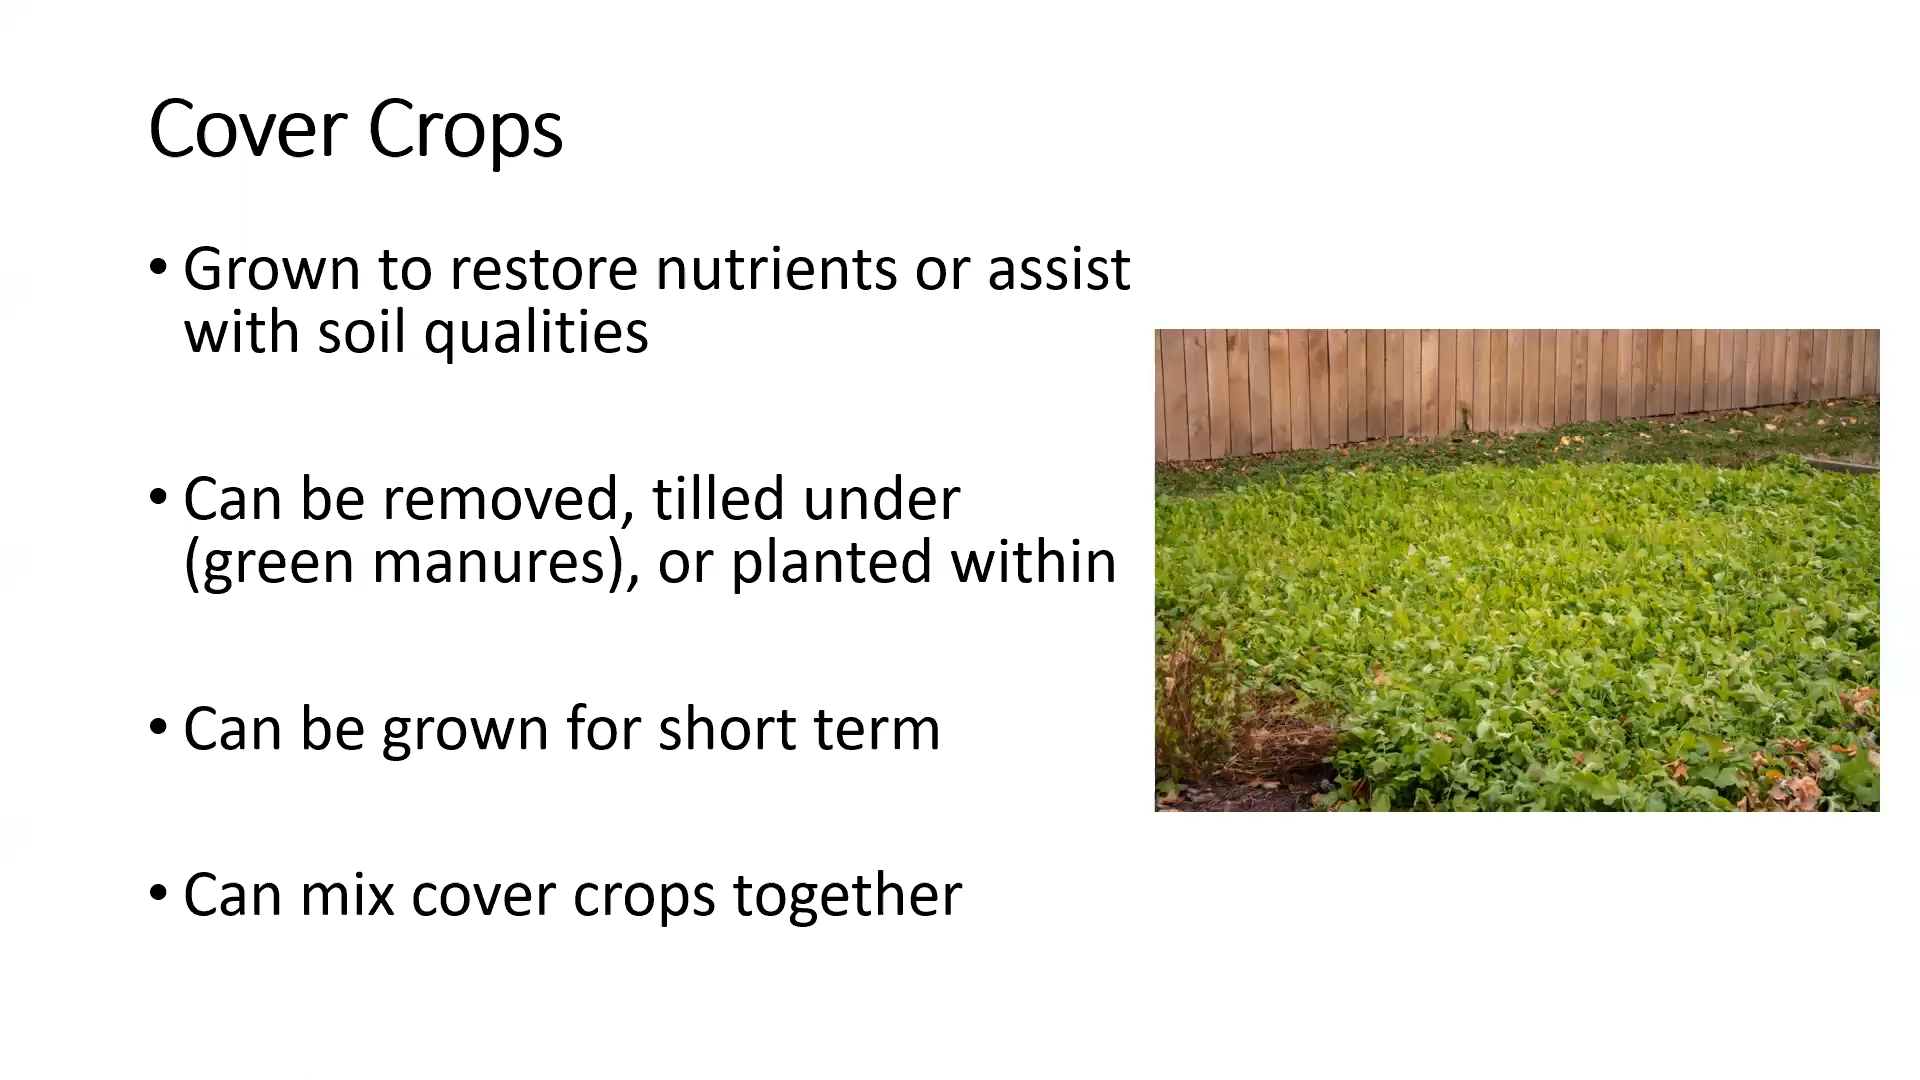 Cover Crops
• Grown to restore nutrients or assist
with soil qualities
• Can be removed, tilled under
(green manures), or planted within
• Can be grown for short term
• Can mix cover crops together